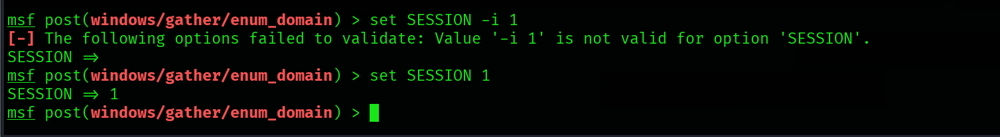 msf post(windows/gather/enum_domain) > set SESSION -i 1
[-] The following options failed to validate: Value '-i 1' is not valid for option 'SESSION'.
SESSION =>
msf post(windows/gather/enum_domain) > set SESSION 1
SESSION => 1
msf post(windows/gather/enum_domain) >